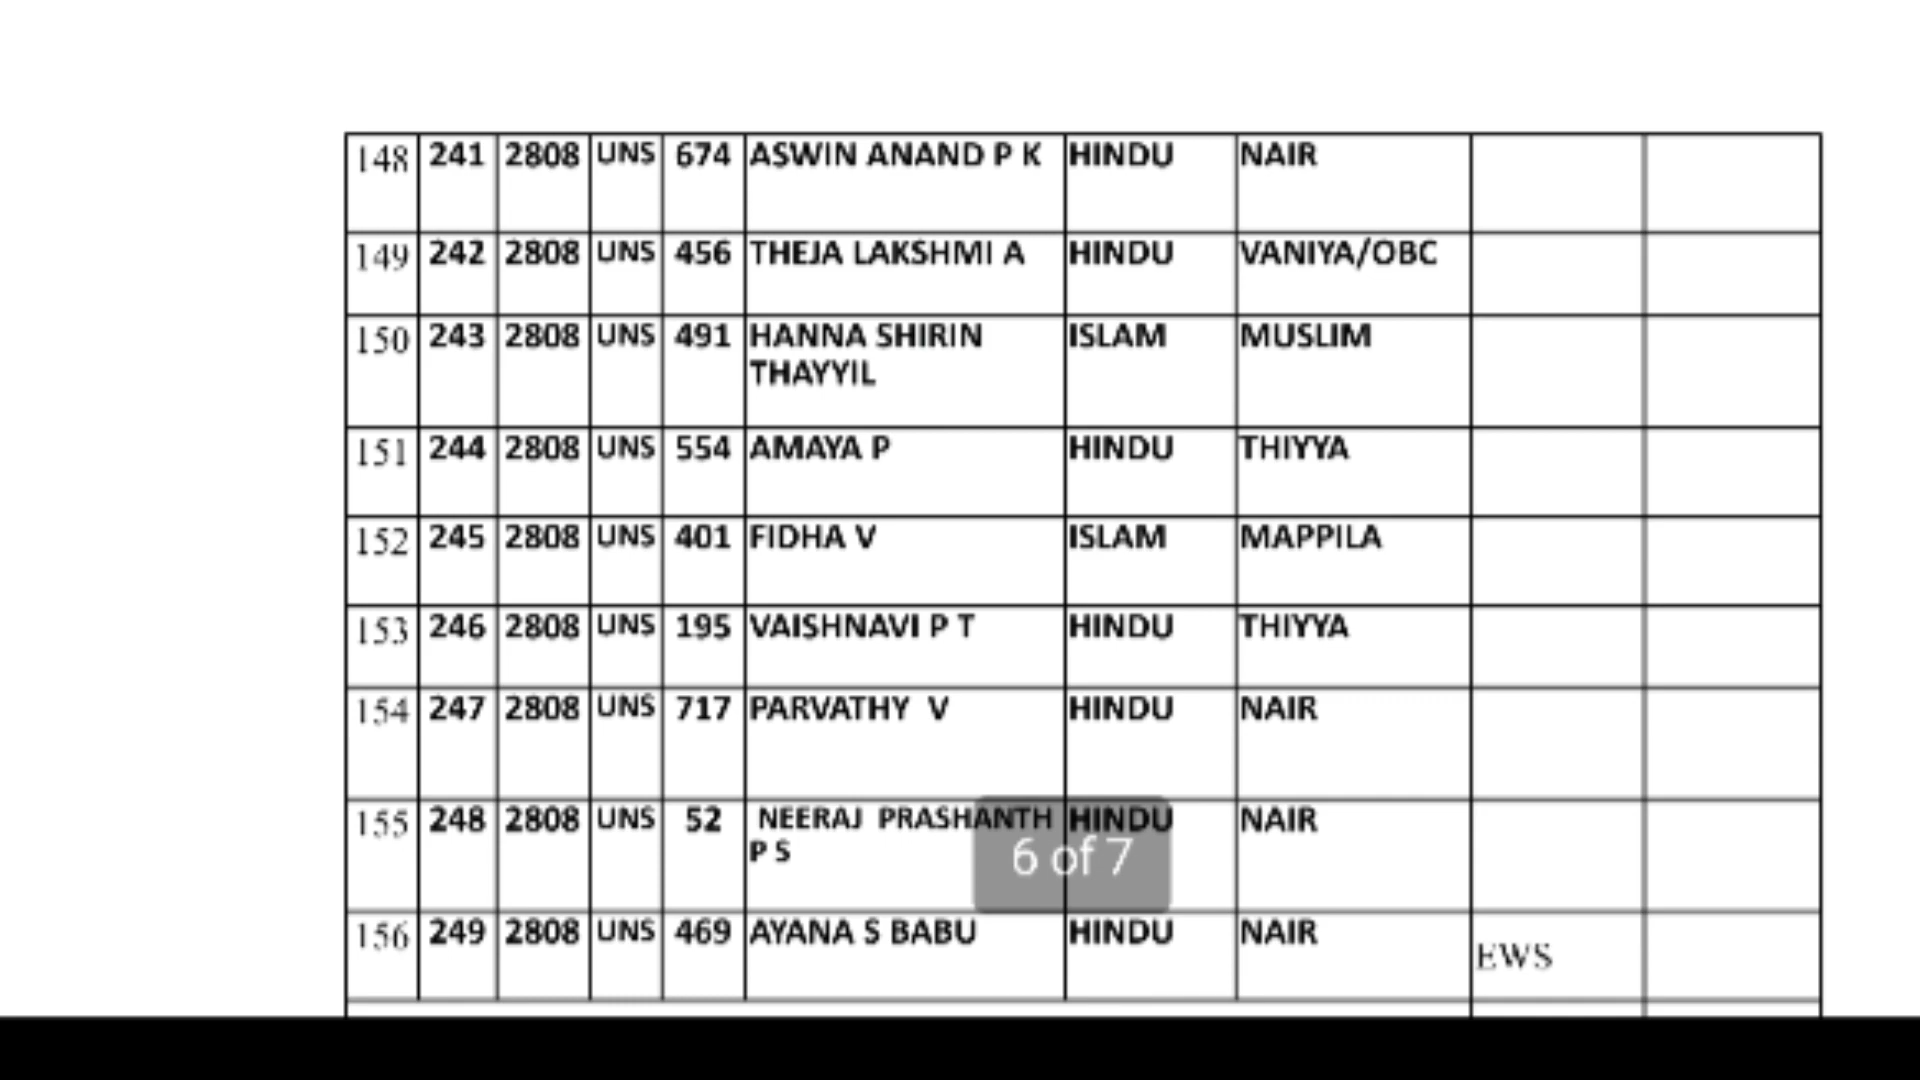 148 241 2808 UNS 674 ASWIN ANAND P K HINDU NAIR
149 242 2808 UNS 456 THEJA LAKSHMI A HINDU VANIYA/OBC
150 243 2808 UNS 491 HANNA SHIRIN ISLAM MUSLIM
THAYYIL
151 244 2808 UNS 554 AMAYA P HINDU THIYYA
152 245 2808 UNS 401 FIDHA V ISLAM MAPPILA
153 246 2808 UNS 195 VAISHNAVI P T HINDU THIYYA
154 247 2808 UNS 717 PARVATHY V HINDU NAIR
155 248 2808 UNS 52 NEERAJ PRASHANTH HINDU NAIR
P S
6 of 7
156 249 2808 UNS 469 AYANA S BABU HINDU NAIR
EWS